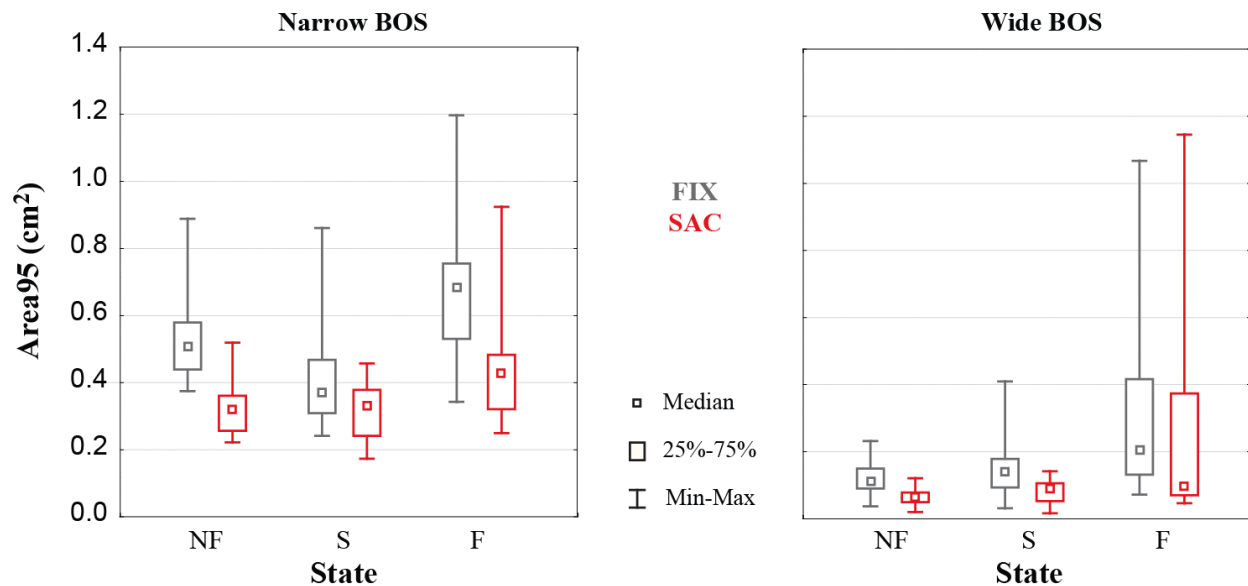 Narrow BOS
Wide BOS
1.4
1.2
1.0
0.8
0.6
0.4
0.2
0.0
Area95 (cm²)
FIX
SAC
Median
25%-75%
Min-Max
NF S F
State
NF S F
State